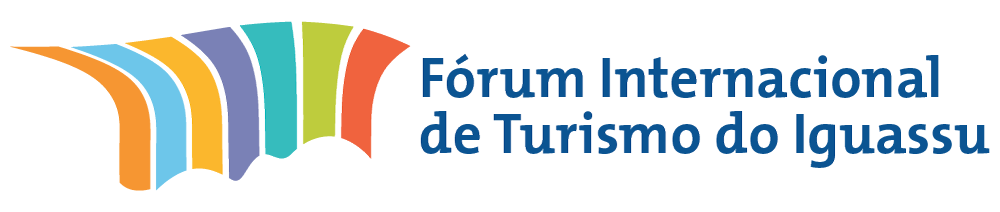 Fórum Internacional
de Turismo do Iguassu